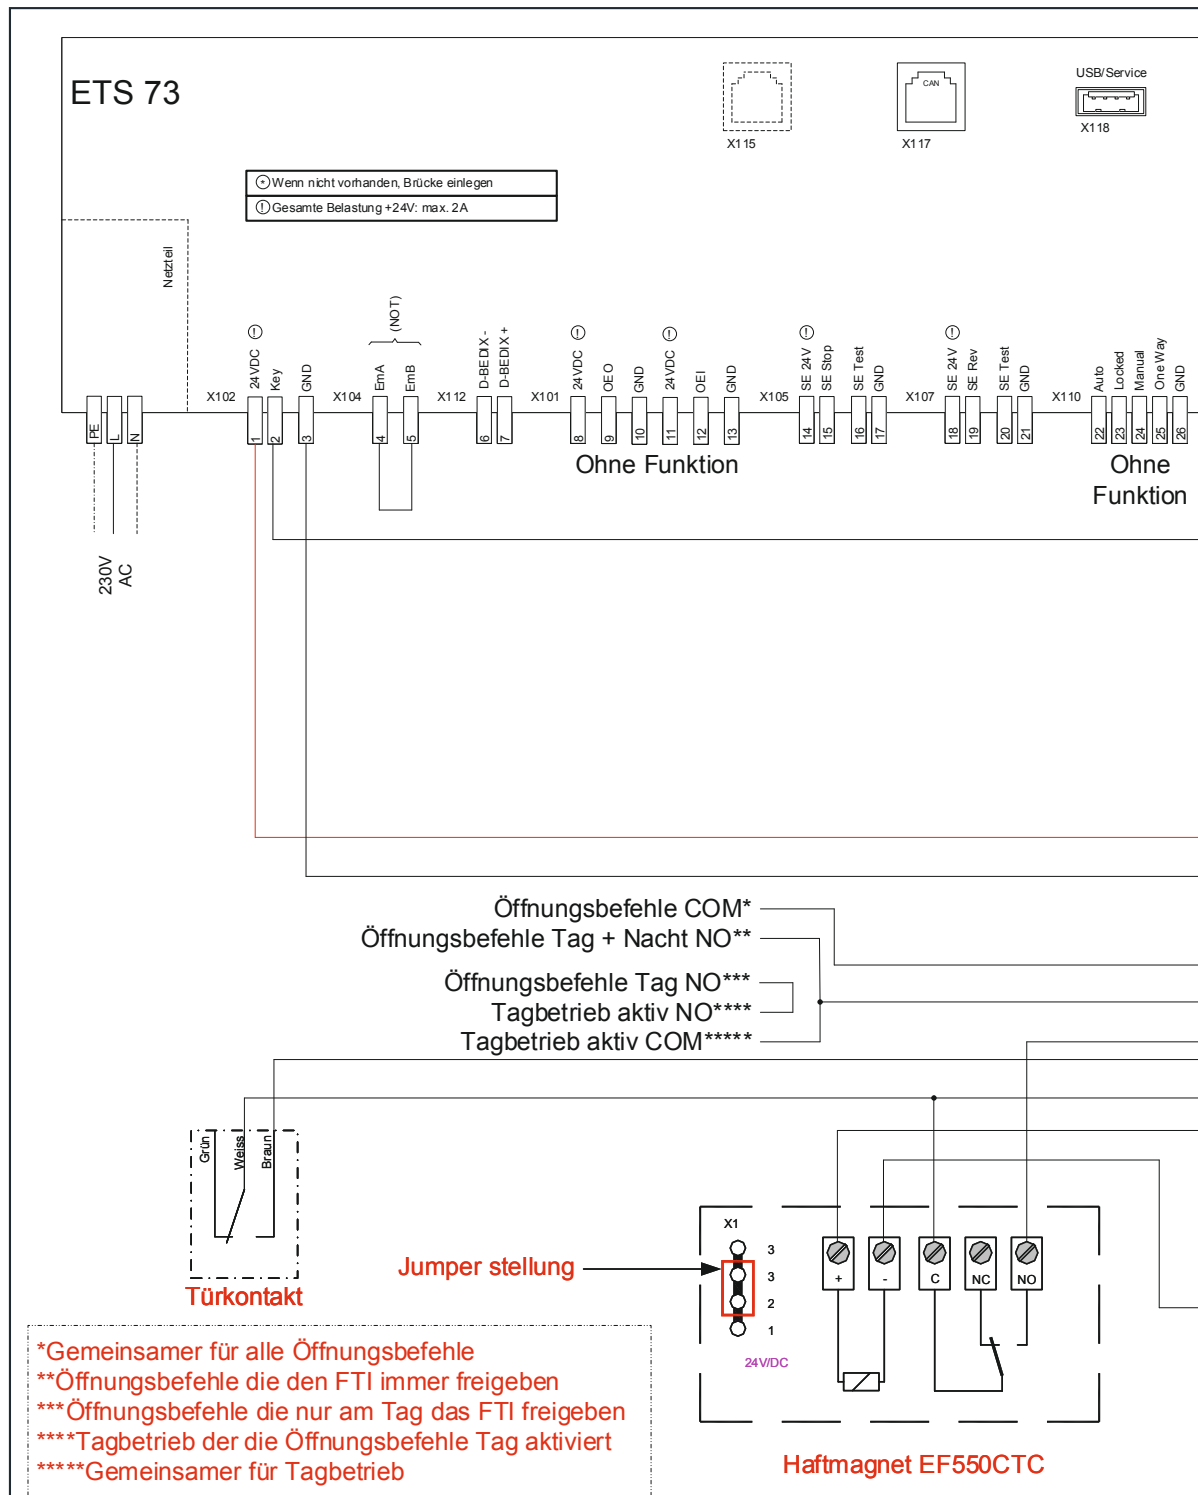 ETS 73
X115
CAN
X117
USB/Service
X118
* Wenn nicht vorhanden, Brücke einlegen
! Gesamte Belastung +24V: max. 2A
Netzteil
PE
L
N
230V
AC
X102
24VDC !
Key
GND
1
2
3
X104
(NOT)
EmA
EmB
4
5
X112
D-BEDIX -
D-BEDIX +
6
7
X101
24VDC !
OEO
GND
24VDC !
OEI
GND
8
9
10
11
12
13
Ohne Funktion
X105
SE 24V !
SE Stop
SE Test
GND
14
15
16
17
X107
SE 24V !
SE Rev
SE Test
GND
18
19
20
21
X110
Auto
Locked
Manual
OneWay
GND
22
23
24
25
26
Ohne
Funktion
Öffnungsbefehle COM*
Öffnungsbefehle Tag + Nacht NO**
Öffnungsbefehle Tag NO***
Tagbetrieb aktiv NO****
Tagbetrieb aktiv COM*****
Grün
Weiss
Braun
Türkontakt
Jumper stellung
X1
3
3
2
1
24V/DC
+
-
C
NC
NO
Haftmagnet EF550CTC
*Gemeinsamer für alle Öffnungsbefehle
**Öffnungsbefehle die den FTI immer freigeben
***Öffnungsbefehle die nur am Tag das FTI freigeben
****Tagbetrieb der die Öffnungsbefehle Tag aktiviert
*****Gemeinsamer für Tagbetrieb